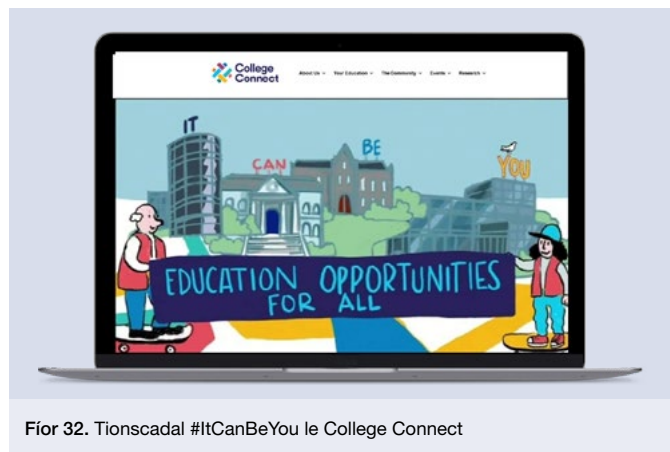 College
Connect
About Us
Your Education
The Community
Events
Research
IT
CAN
BE
YOU
EDUCATION OPPORTUNITIES
FOR ALL
Fíor 32. Tionscadal #ItCanBeYou le College Connect